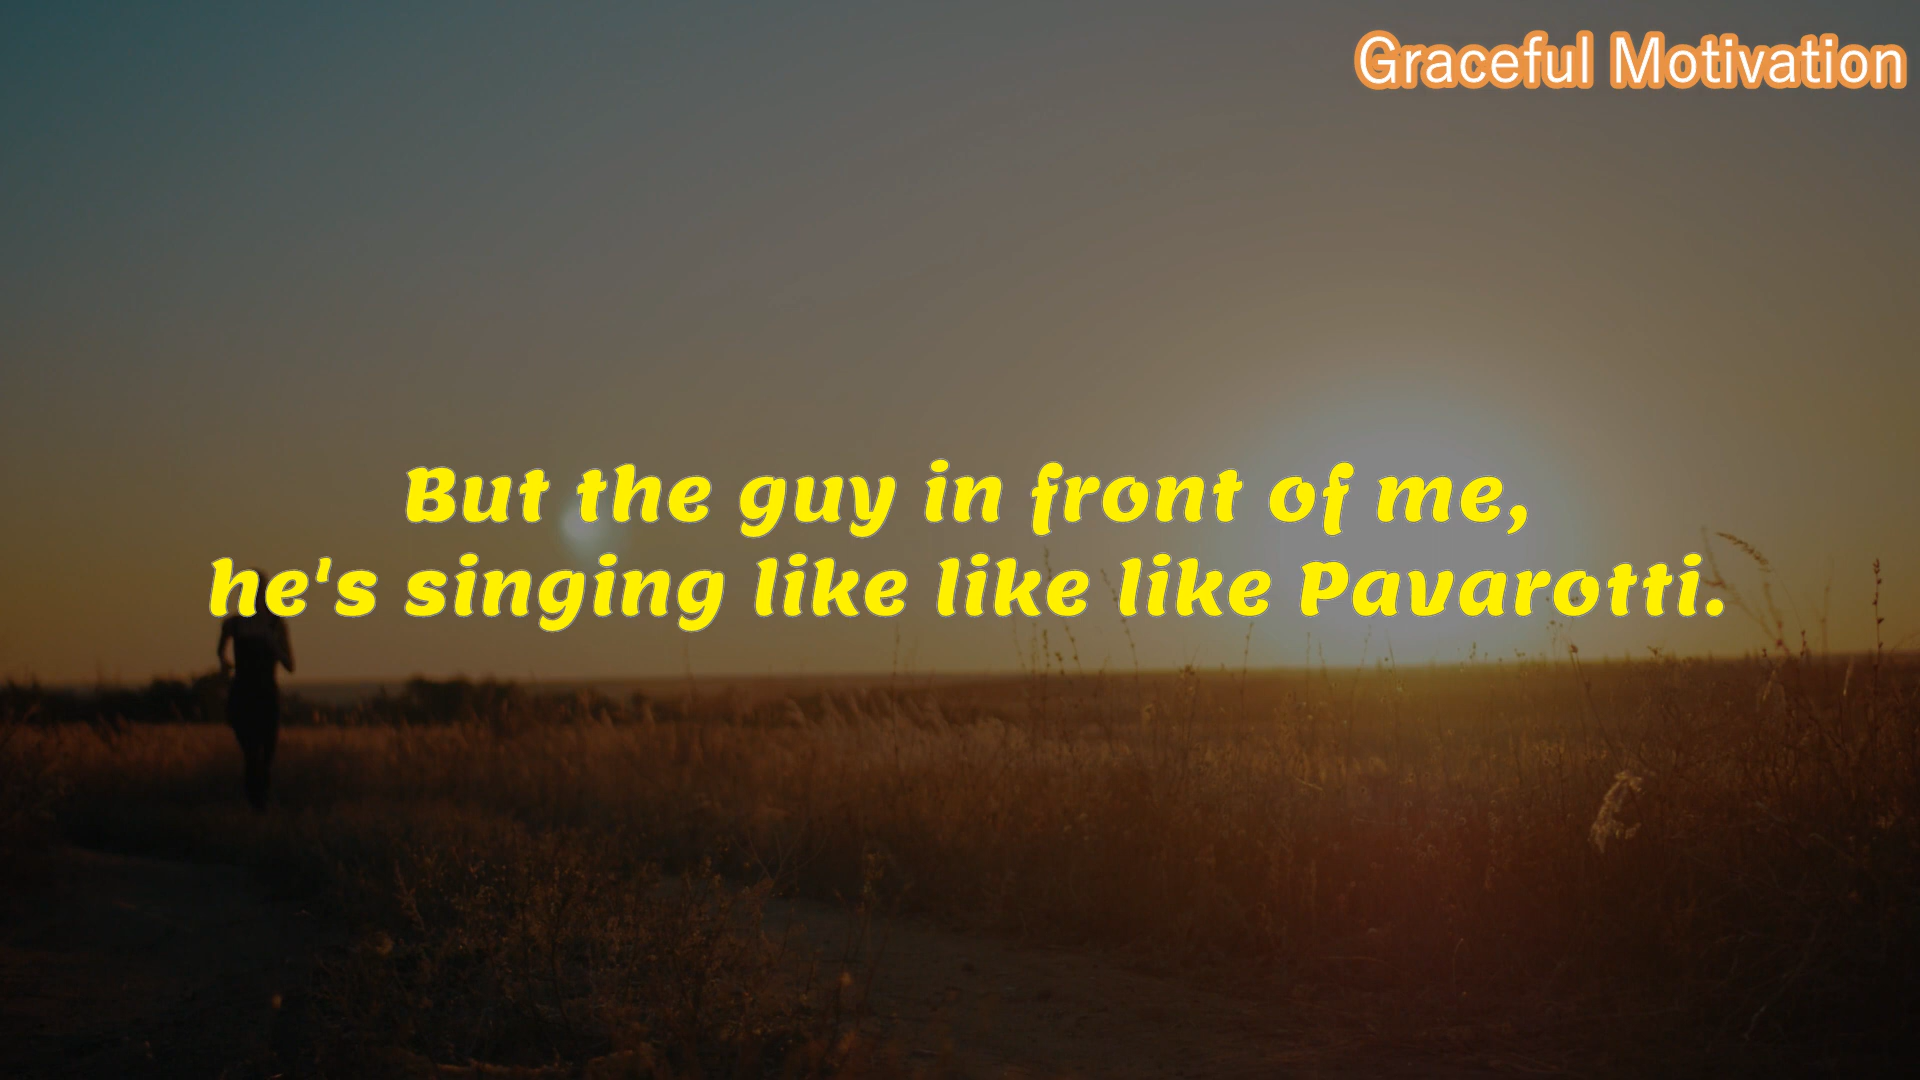 Graceful Motivation
But the guy in front of me,
he's singing like like like Pavarotti.